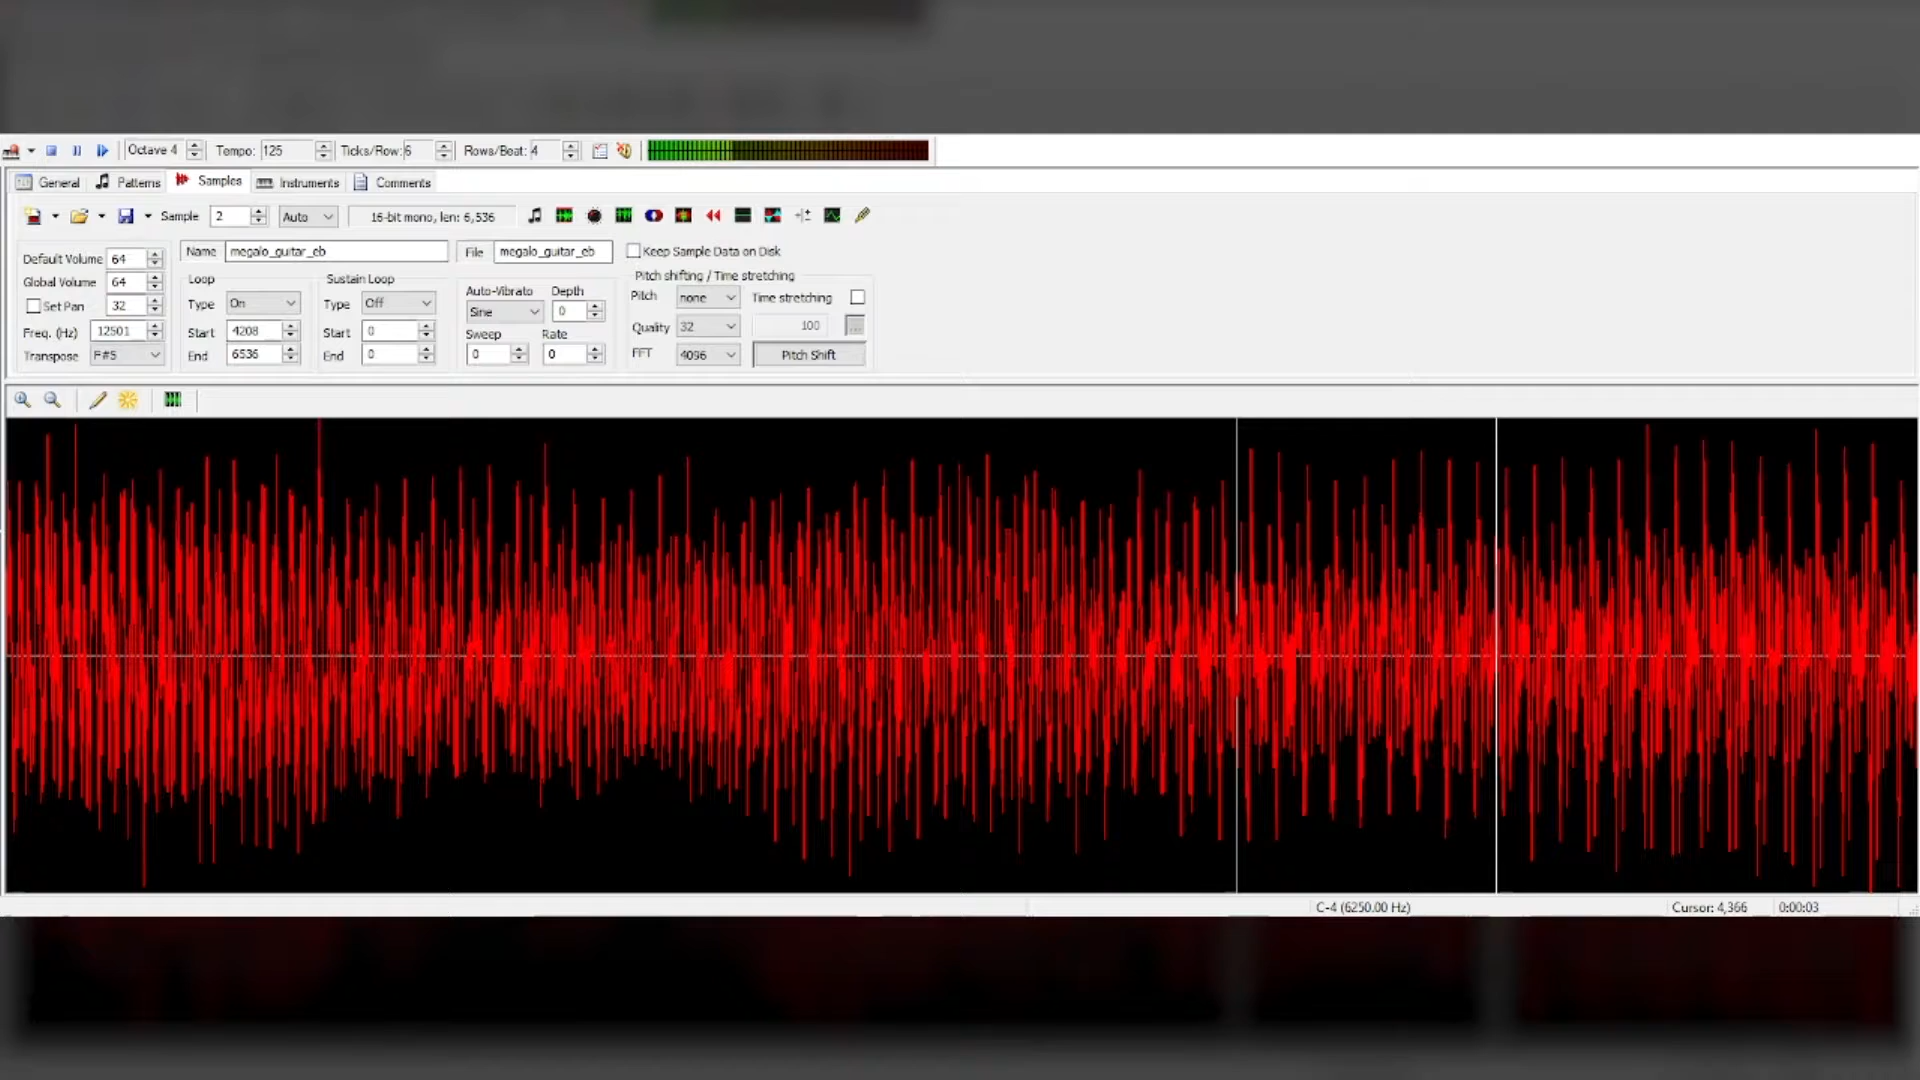 Octave 4 Tempo: 125 Ticks/Row: 6 Rows/Beat: 4
General Patterns Samples Instruments Comments
Sample 2 Auto 16-bit mono, len: 6,536
Default Volume 64
Global Volume 64
Set Pan 32
Freq. (Hz) 12501
Transpose F#5
Name megalo_guitar_eb File megalo_guitar_eb Keep Sample Data on Disk
Loop
Type On
Start 4208
End 6536
Sustain Loop
Type Off
Start 0
End 0
Auto-Vibrato Depth
Sine 0
Sweep Rate
0 0
Pitch shifting / Time stretching
Pitch none Time stretching
Quality 32 100 ...
FFT 4096 Pitch Shift
C-4 (6250.00 Hz) Cursor: 4,366 0:00:03